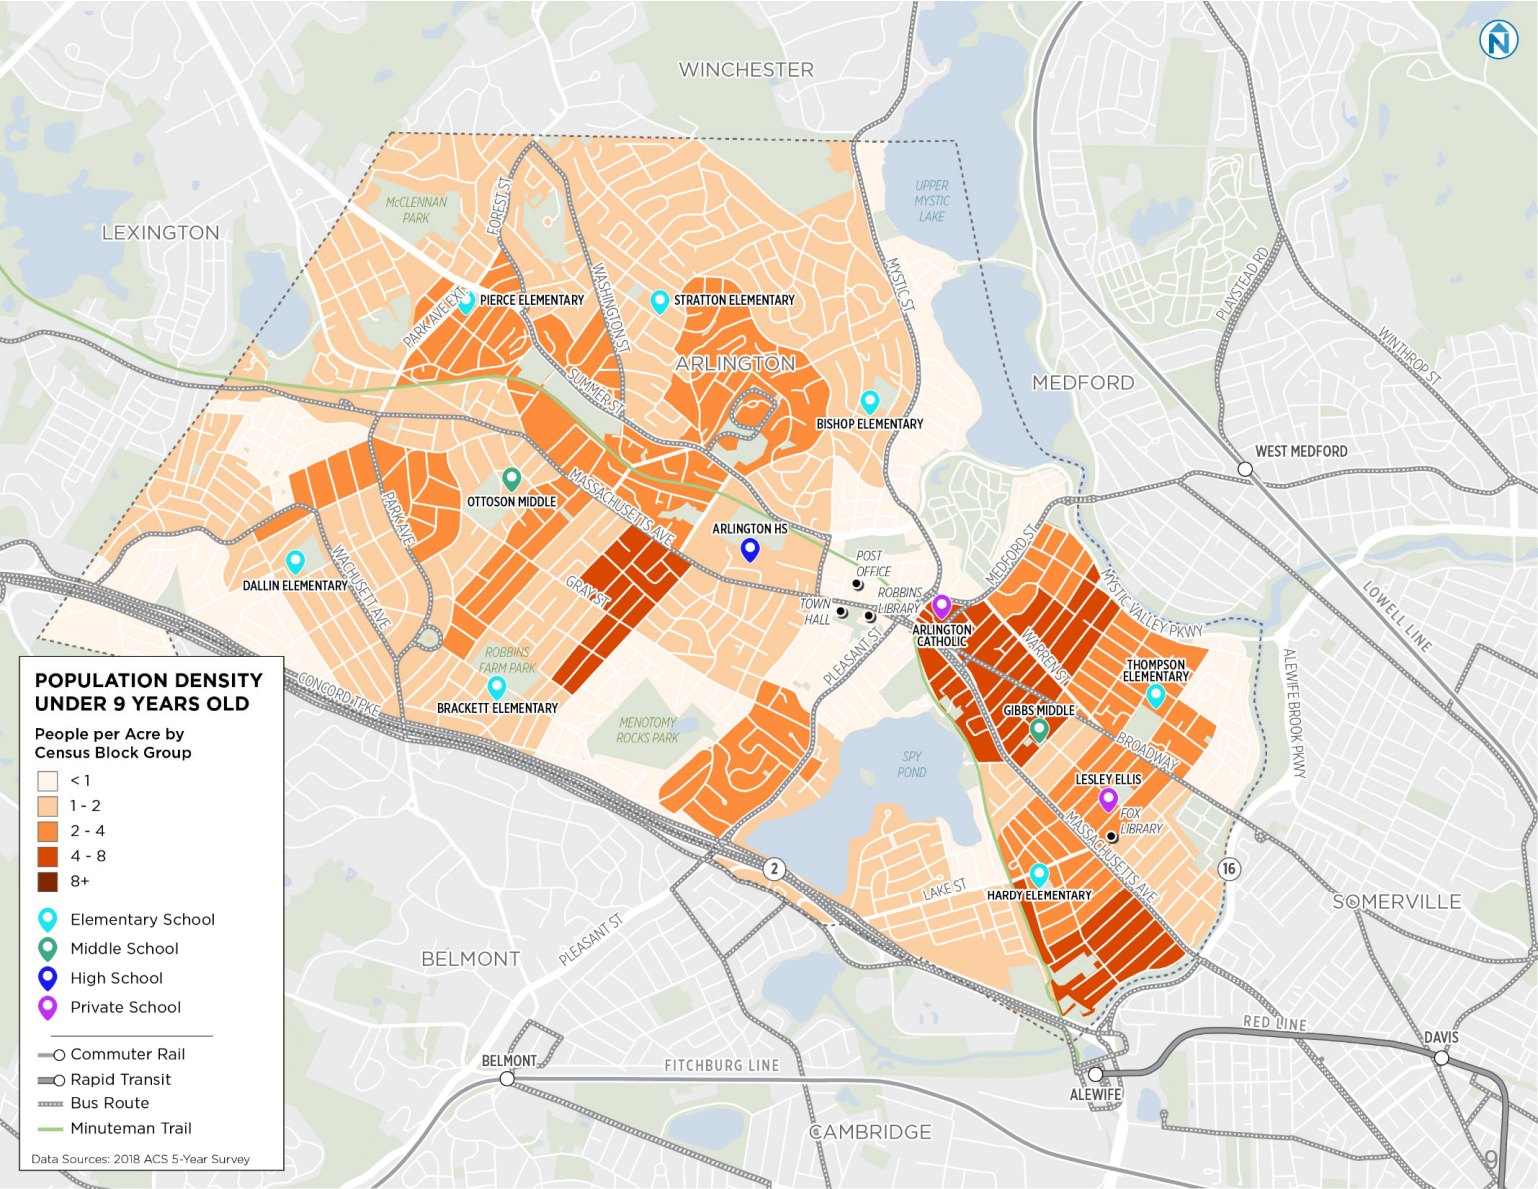 N
WINCHESTER
LEXINGTON
McCLENNAN
PARK
FOREST ST
UPPER
MYSTIC
LAKE
PLAYSTEAD RD
WASHINGTON ST
MYSTIC ST
PARK AVE EXT
PIERCE ELEMENTARY
STRATTON ELEMENTARY
WINTHROP ST
ARLINGTON
MEDFORD
SUMMER ST
BISHOP ELEMENTARY
WEST MEDFORD
OTTOSON MIDDLE
MASSACHUSETTS AVE
PARK AVE
ARLINGTON HS
MEDFORD ST
POST
OFFICE
DALLIN ELEMENTARY
WACHUSETT AVE
GRAY ST
TOWN
HALL
ROBBINS
LIBRARY
MYSTIC VALLEY PKWY
LOWELL LINE
ARLINGTON
CATHOLIC
PLEASANT ST
WARREN ST
THOMPSON
ELEMENTARY
ALEWIFE BROOK PKWY
ROBBINS
FARM PARK
BRACKETT ELEMENTARY
CONCORD TPKE
MENOTOMY
ROCKS PARK
GIBBS MIDDLE
BROADWAY
SPY
POND
LESLEY ELLIS
FOX
LIBRARY
MASSACHUSETTS AVE
2
16
LAKE ST
HARDY ELEMENTARY
SOMERVILLE
BELMONT
PLEASANT ST
RED LINE
DAVIS
BELMONT
FITCHBURG LINE
ALEWIFE
CAMBRIDGE
POPULATION DENSITY
UNDER 9 YEARS OLD
People per Acre by
Census Block Group
< 1
1 - 2
2 - 4
4 - 8
8+
Elementary School
Middle School
High School
Private School
Commuter Rail
Rapid Transit
Bus Route
Minuteman Trail
Data Sources: 2018 ACS 5-Year Survey
9